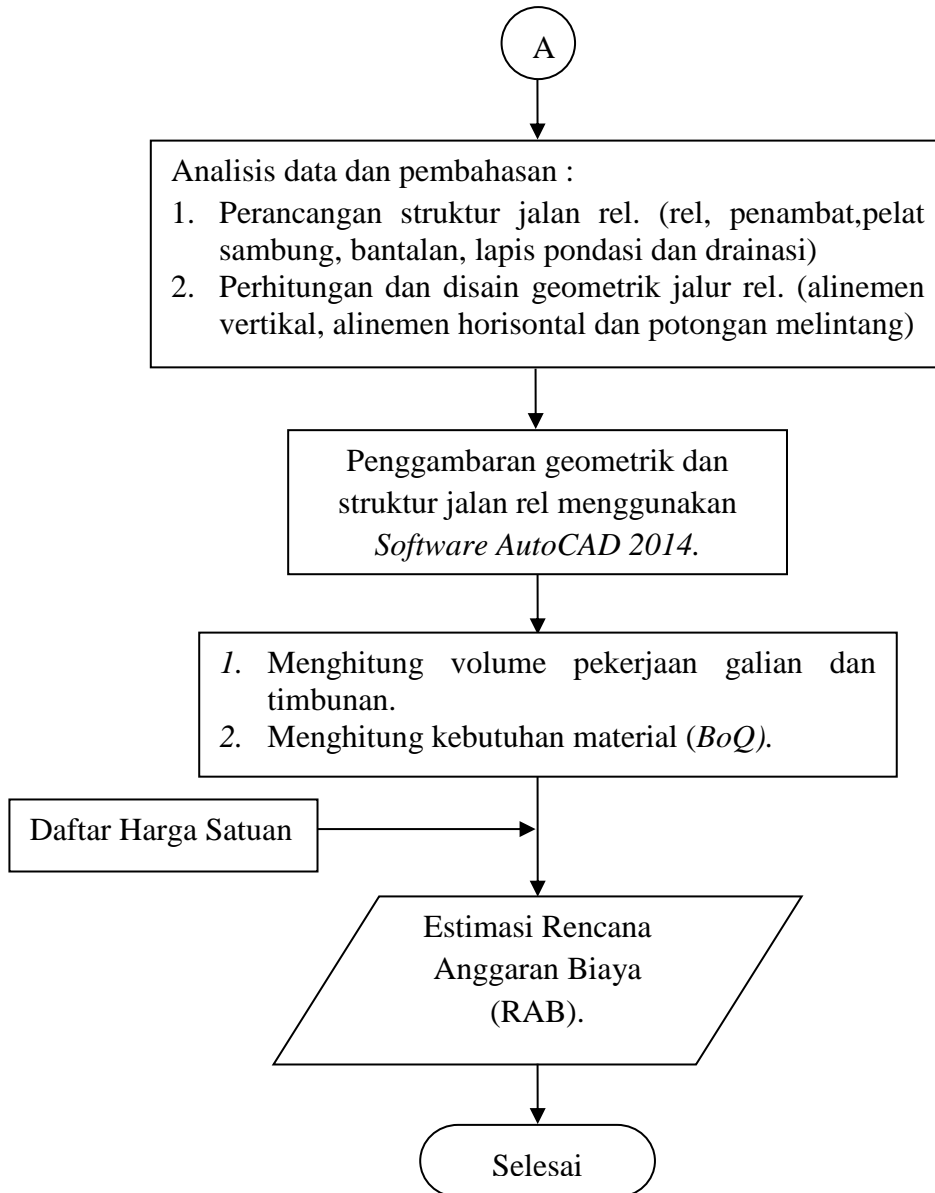 A
Analisis data dan pembahasan :
1. Perancangan struktur jalan rel. (rel, penambat,pelat
sambung, bantalan, lapis pondasi dan drainasi)
2. Perhitungan dan disain geometrik jalur rel. (alinemen
vertikal, alinemen horisontal dan potongan melintang)
Penggambaran geometrik dan
struktur jalan rel menggunakan
Software AutoCAD 2014.
1. Menghitung volume pekerjaan galian dan
timbunan.
2. Menghitung kebutuhan material (BoQ).
Daftar Harga Satuan
Estimasi Rencana
Anggaran Biaya
(RAB).
Selesai